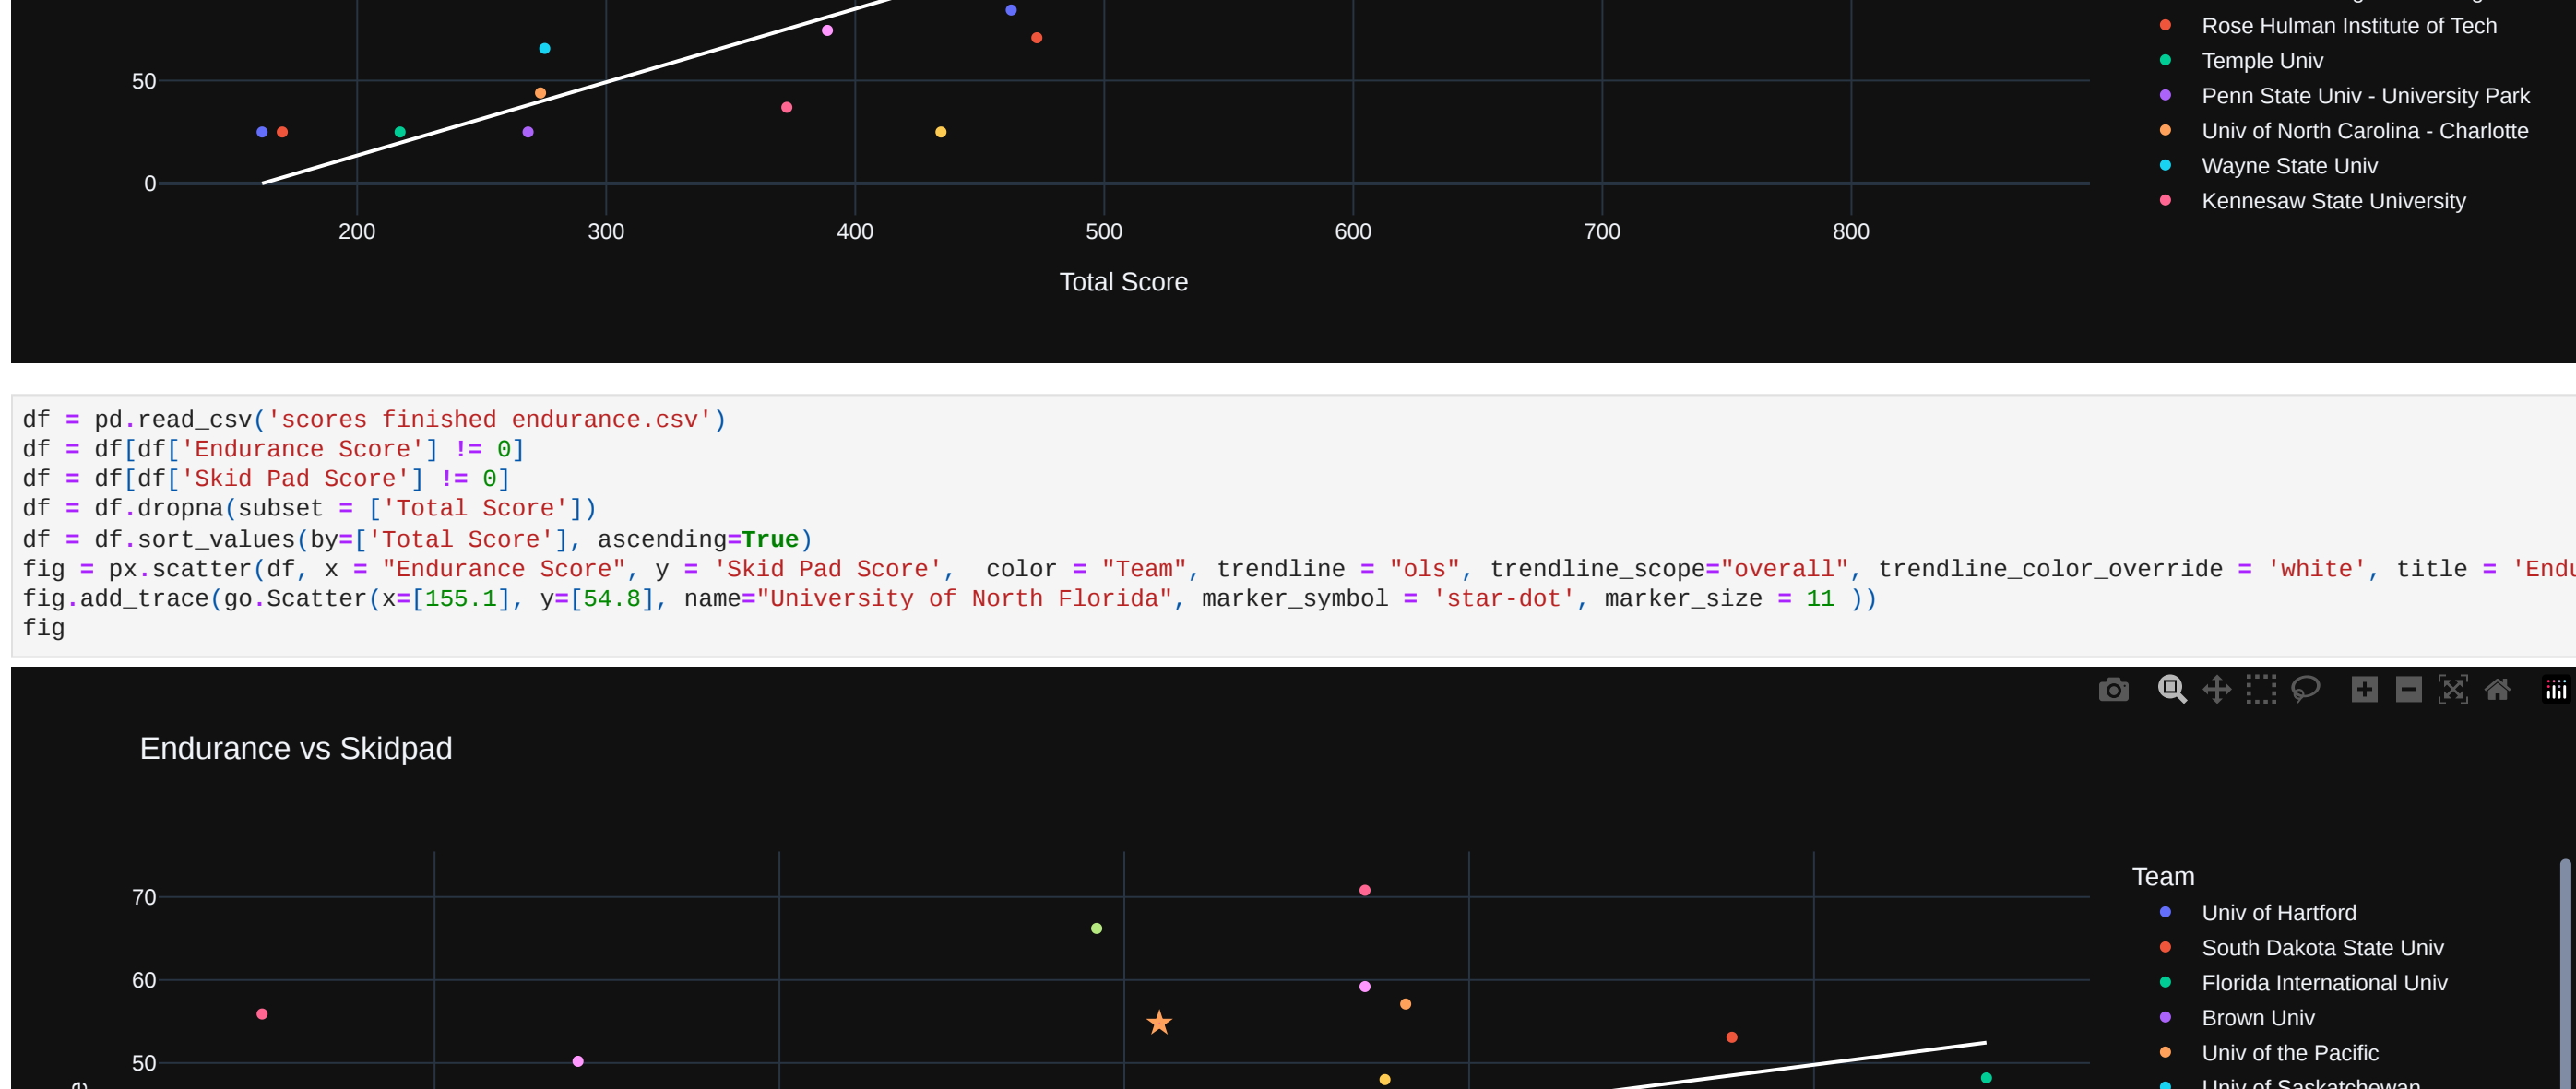 Rose Hulman Institute of Tech
50
Temple Univ
Penn State Univ - University Park
Univ of North Carolina - Charlotte
Wayne State Univ
0
Kennesaw State University
200 300 400 500 600 700 800
Total Score
df = pd.read_csv('scores finished endurance.csv')
df = df[df['Endurance Score'] != 0]
df = df[df['Skid Pad Score'] != 0]
df = df.dropna(subset = ['Total Score'])
df = df.sort_values(by=['Total Score'], ascending=True)
fig = px.scatter(df, x = "Endurance Score", y = 'Skid Pad Score',  color = "Team", trendline = "ols", trendline_scope="overall", trendline_color_override = 'white', title = 'Endu
fig.add_trace(go.Scatter(x=[155.1], y=[54.8], name="University of North Florida", marker_symbol = 'star-dot', marker_size = 11 ))
fig
Endurance vs Skidpad
Team
70
Univ of Hartford
South Dakota State Univ
60
Florida International Univ
Brown Univ
50
Univ of the Pacific
Univ of Saskatchewan